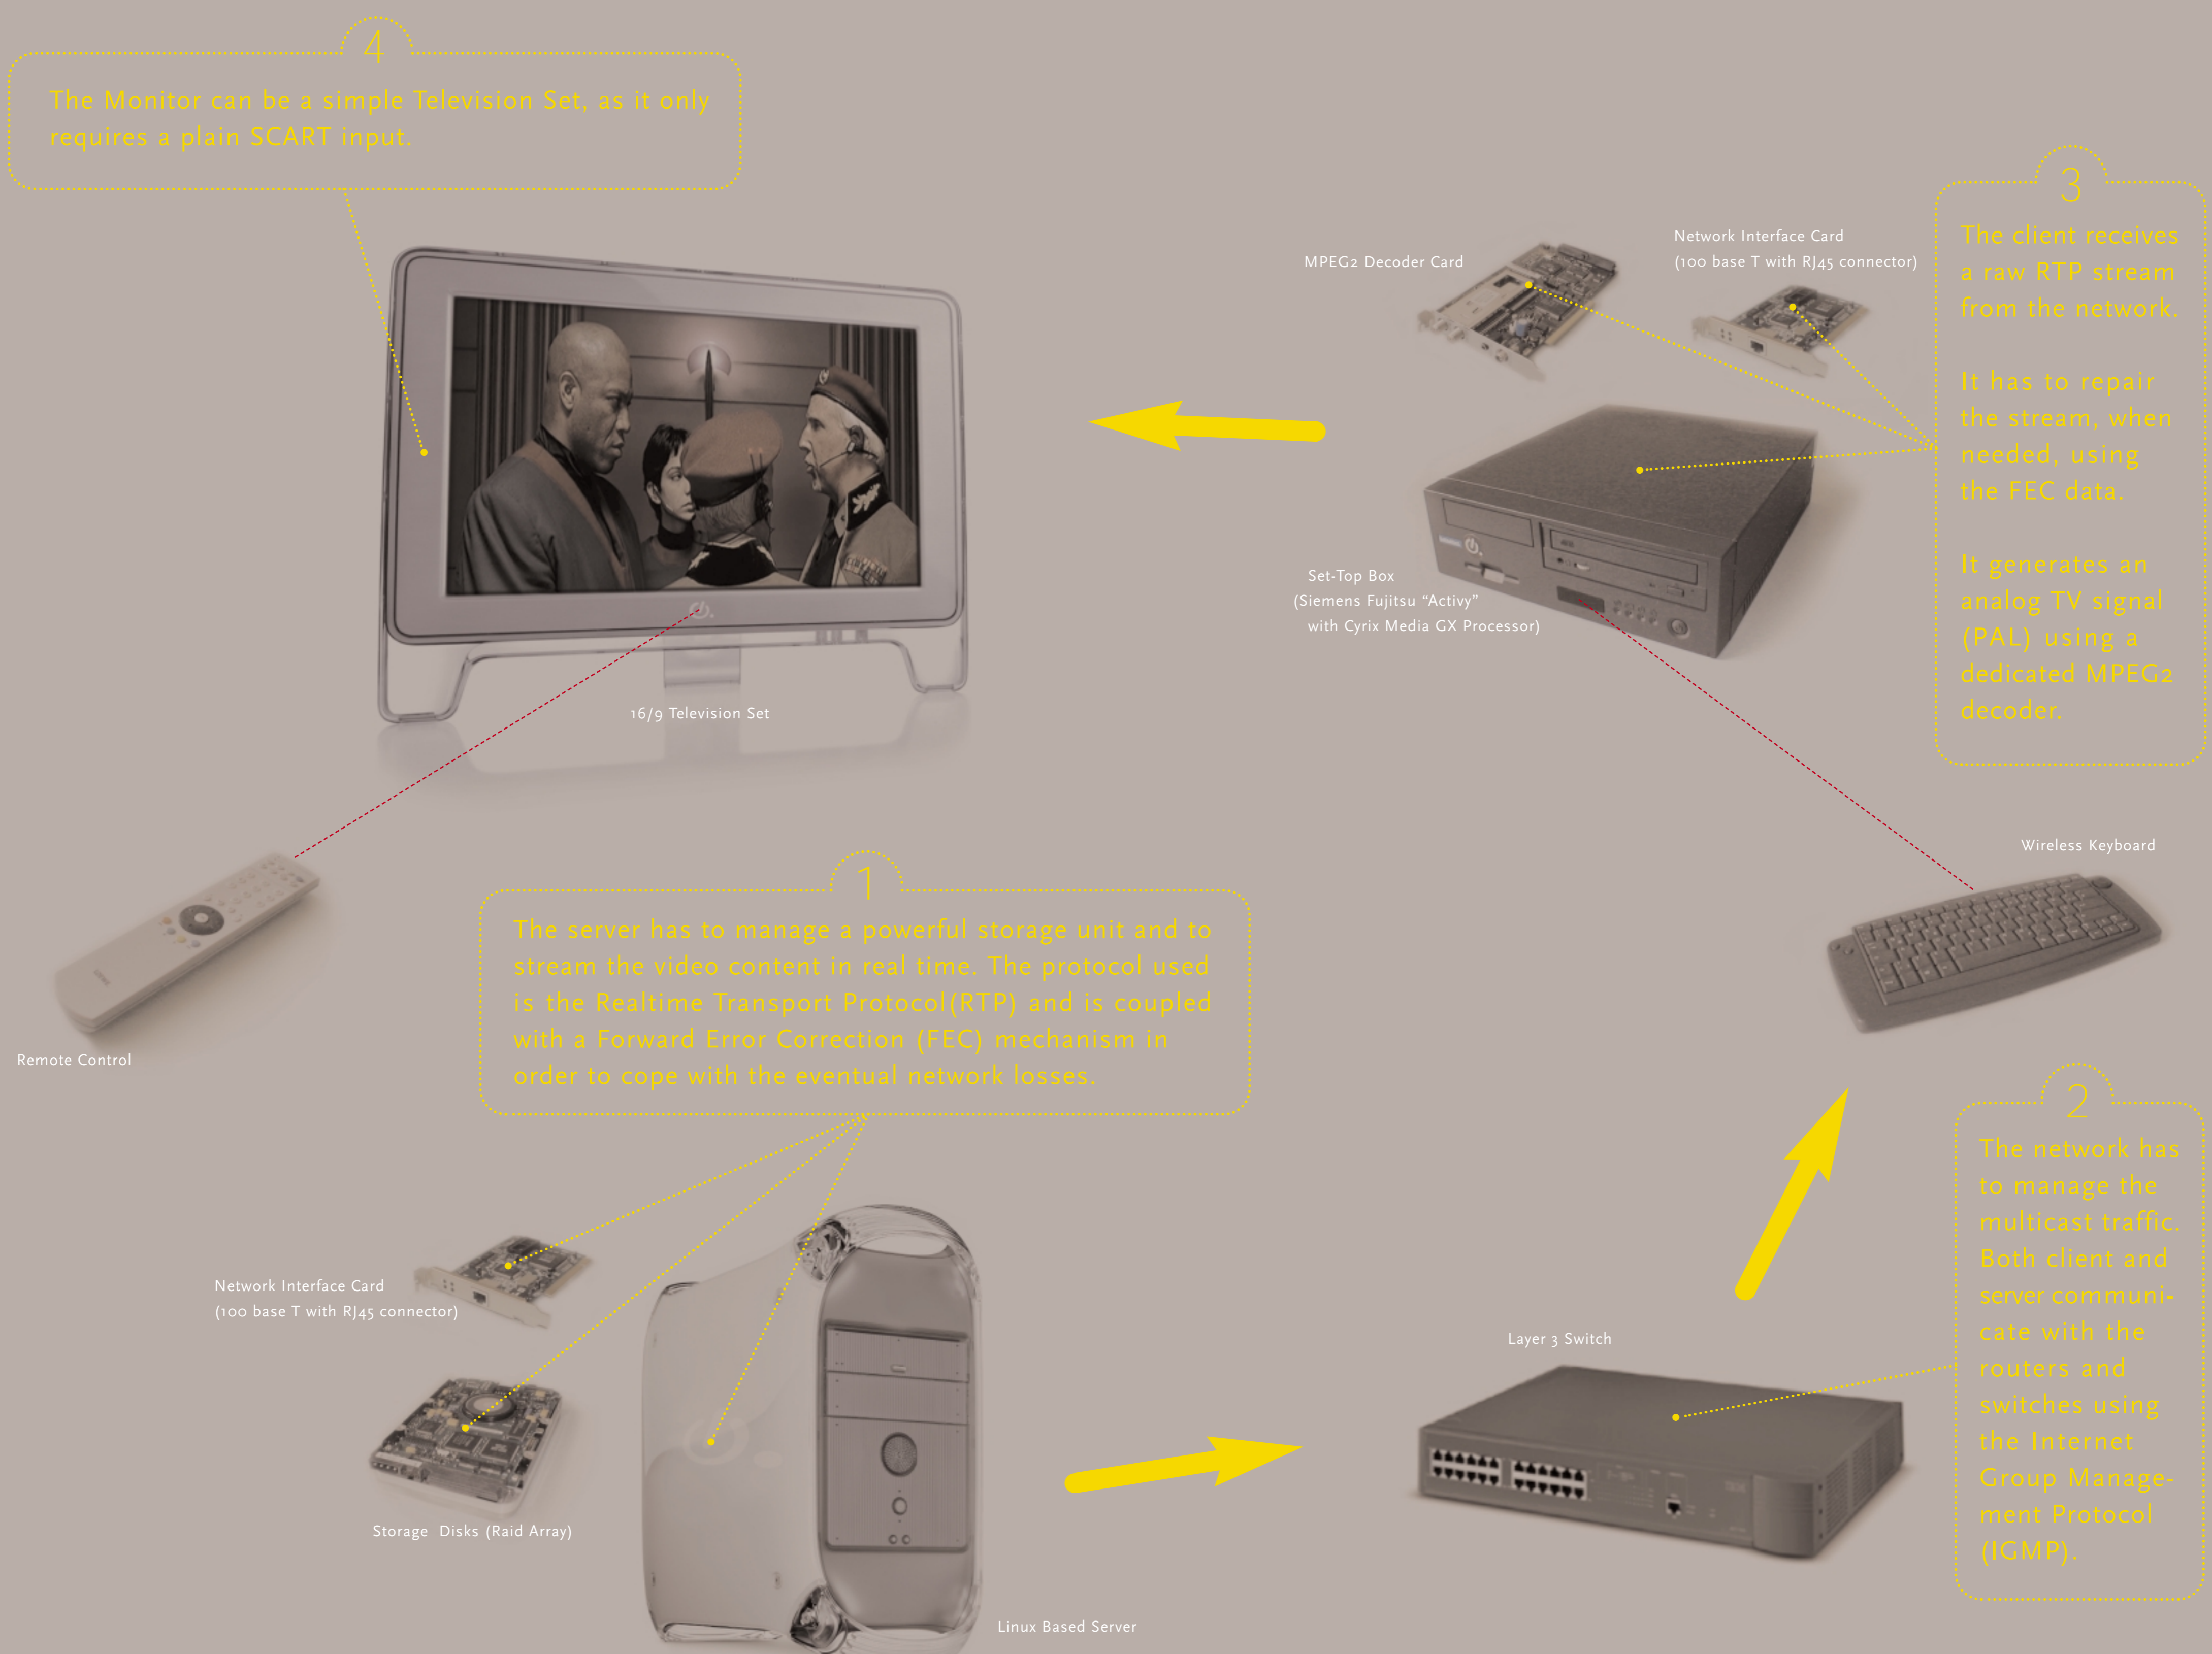 4
The Monitor can be a simple Television Set, as it only
requires a plain SCART input.
3
The client receives
a raw RTP stream
from the network.
It has to repair
the stream, when
needed, using
the FEC data.
It generates an
analog TV signal
(PAL) using a
dedicated MPEG2
decoder.
MPEG2 Decoder Card
Network Interface Card
(100 base T with RJ45 connector)
Set-Top Box
(Siemens Fujitsu “Activy”
with Cyrix Media GX Processor)
16/9 Television Set
Wireless Keyboard
Remote Control
1
The server has to manage a powerful storage unit and to
stream the video content in real time. The protocol used
is the Realtime Transport Protocol(RTP) and is coupled
with a Forward Error Correction (FEC) mechanism in
order to cope with the eventual network losses.
2
The network has
to manage the
multicast traffic.
Both client and
server communi-
cate with the
routers and
switches using
the Internet
Group Manage-
ment Protocol
(IGMP).
Network Interface Card
(100 base T with RJ45 connector)
Storage Disks (Raid Array)
Linux Based Server
Layer 3 Switch